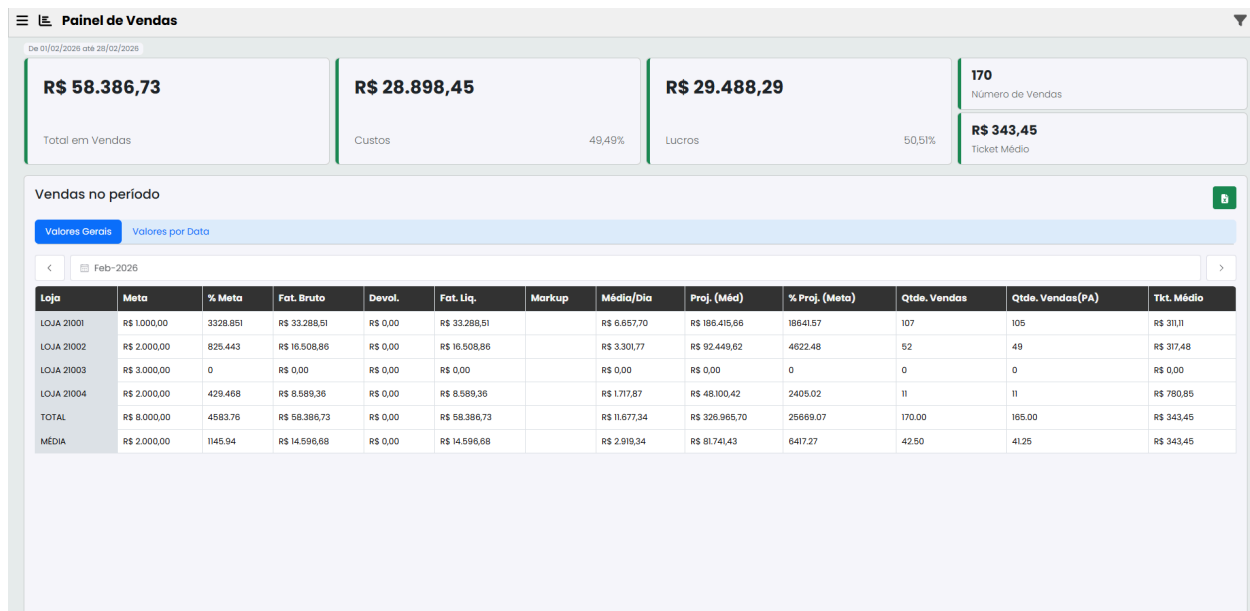 Painel de Vendas
De 01/02/2026 até 28/02/2026
R$ 58.386,73
Total em Vendas
R$ 28.898,45
Custos 49,49%
R$ 29.488,29
Lucros 50,51%
170
Número de Vendas
R$ 343,45
Ticket Médio
Vendas no período
Valores Gerais Valores por Data
Feb-2026
Loja Meta % Meta Fat. Bruto Devol. Fat. Liq. Markup Média/Dia Proj. (Méd) % Proj. (Meta) Qtde. Vendas Qtde. Vendas(PA) Tkt. Médio
LOJA 21001 R$ 1.000,00 3328.851 R$ 33.288,51 R$ 0,00 R$ 33.288,51 R$ 6.657,70 R$ 186.415,66 18641.57 107 105 R$ 311,11
LOJA 21002 R$ 2.000,00 825.443 R$ 16.508,86 R$ 0,00 R$ 16.508,86 R$ 3.301,77 R$ 92.449,62 4622.48 52 49 R$ 317,48
LOJA 21003 R$ 3.000,00 0 R$ 0,00 R$ 0,00 R$ 0,00 R$ 0,00 R$ 0,00 0 0 0 R$ 0,00
LOJA 21004 R$ 2.000,00 429.468 R$ 8.589,36 R$ 0,00 R$ 8.589,36 R$ 1.717,87 R$ 48.100,42 2405.02 11 11 R$ 780,85
TOTAL R$ 8.000,00 4583.76 R$ 58.386,73 R$ 0,00 R$ 58.386,73 R$ 11.677,34 R$ 326.965,70 25669.07 170.00 165.00 R$ 343,45
MÉDIA R$ 2.000,00 1145.94 R$ 14.596,68 R$ 0,00 R$ 14.596,68 R$ 2.919,34 R$ 81.741,43 6417.27 42.50 41.25 R$ 343,45